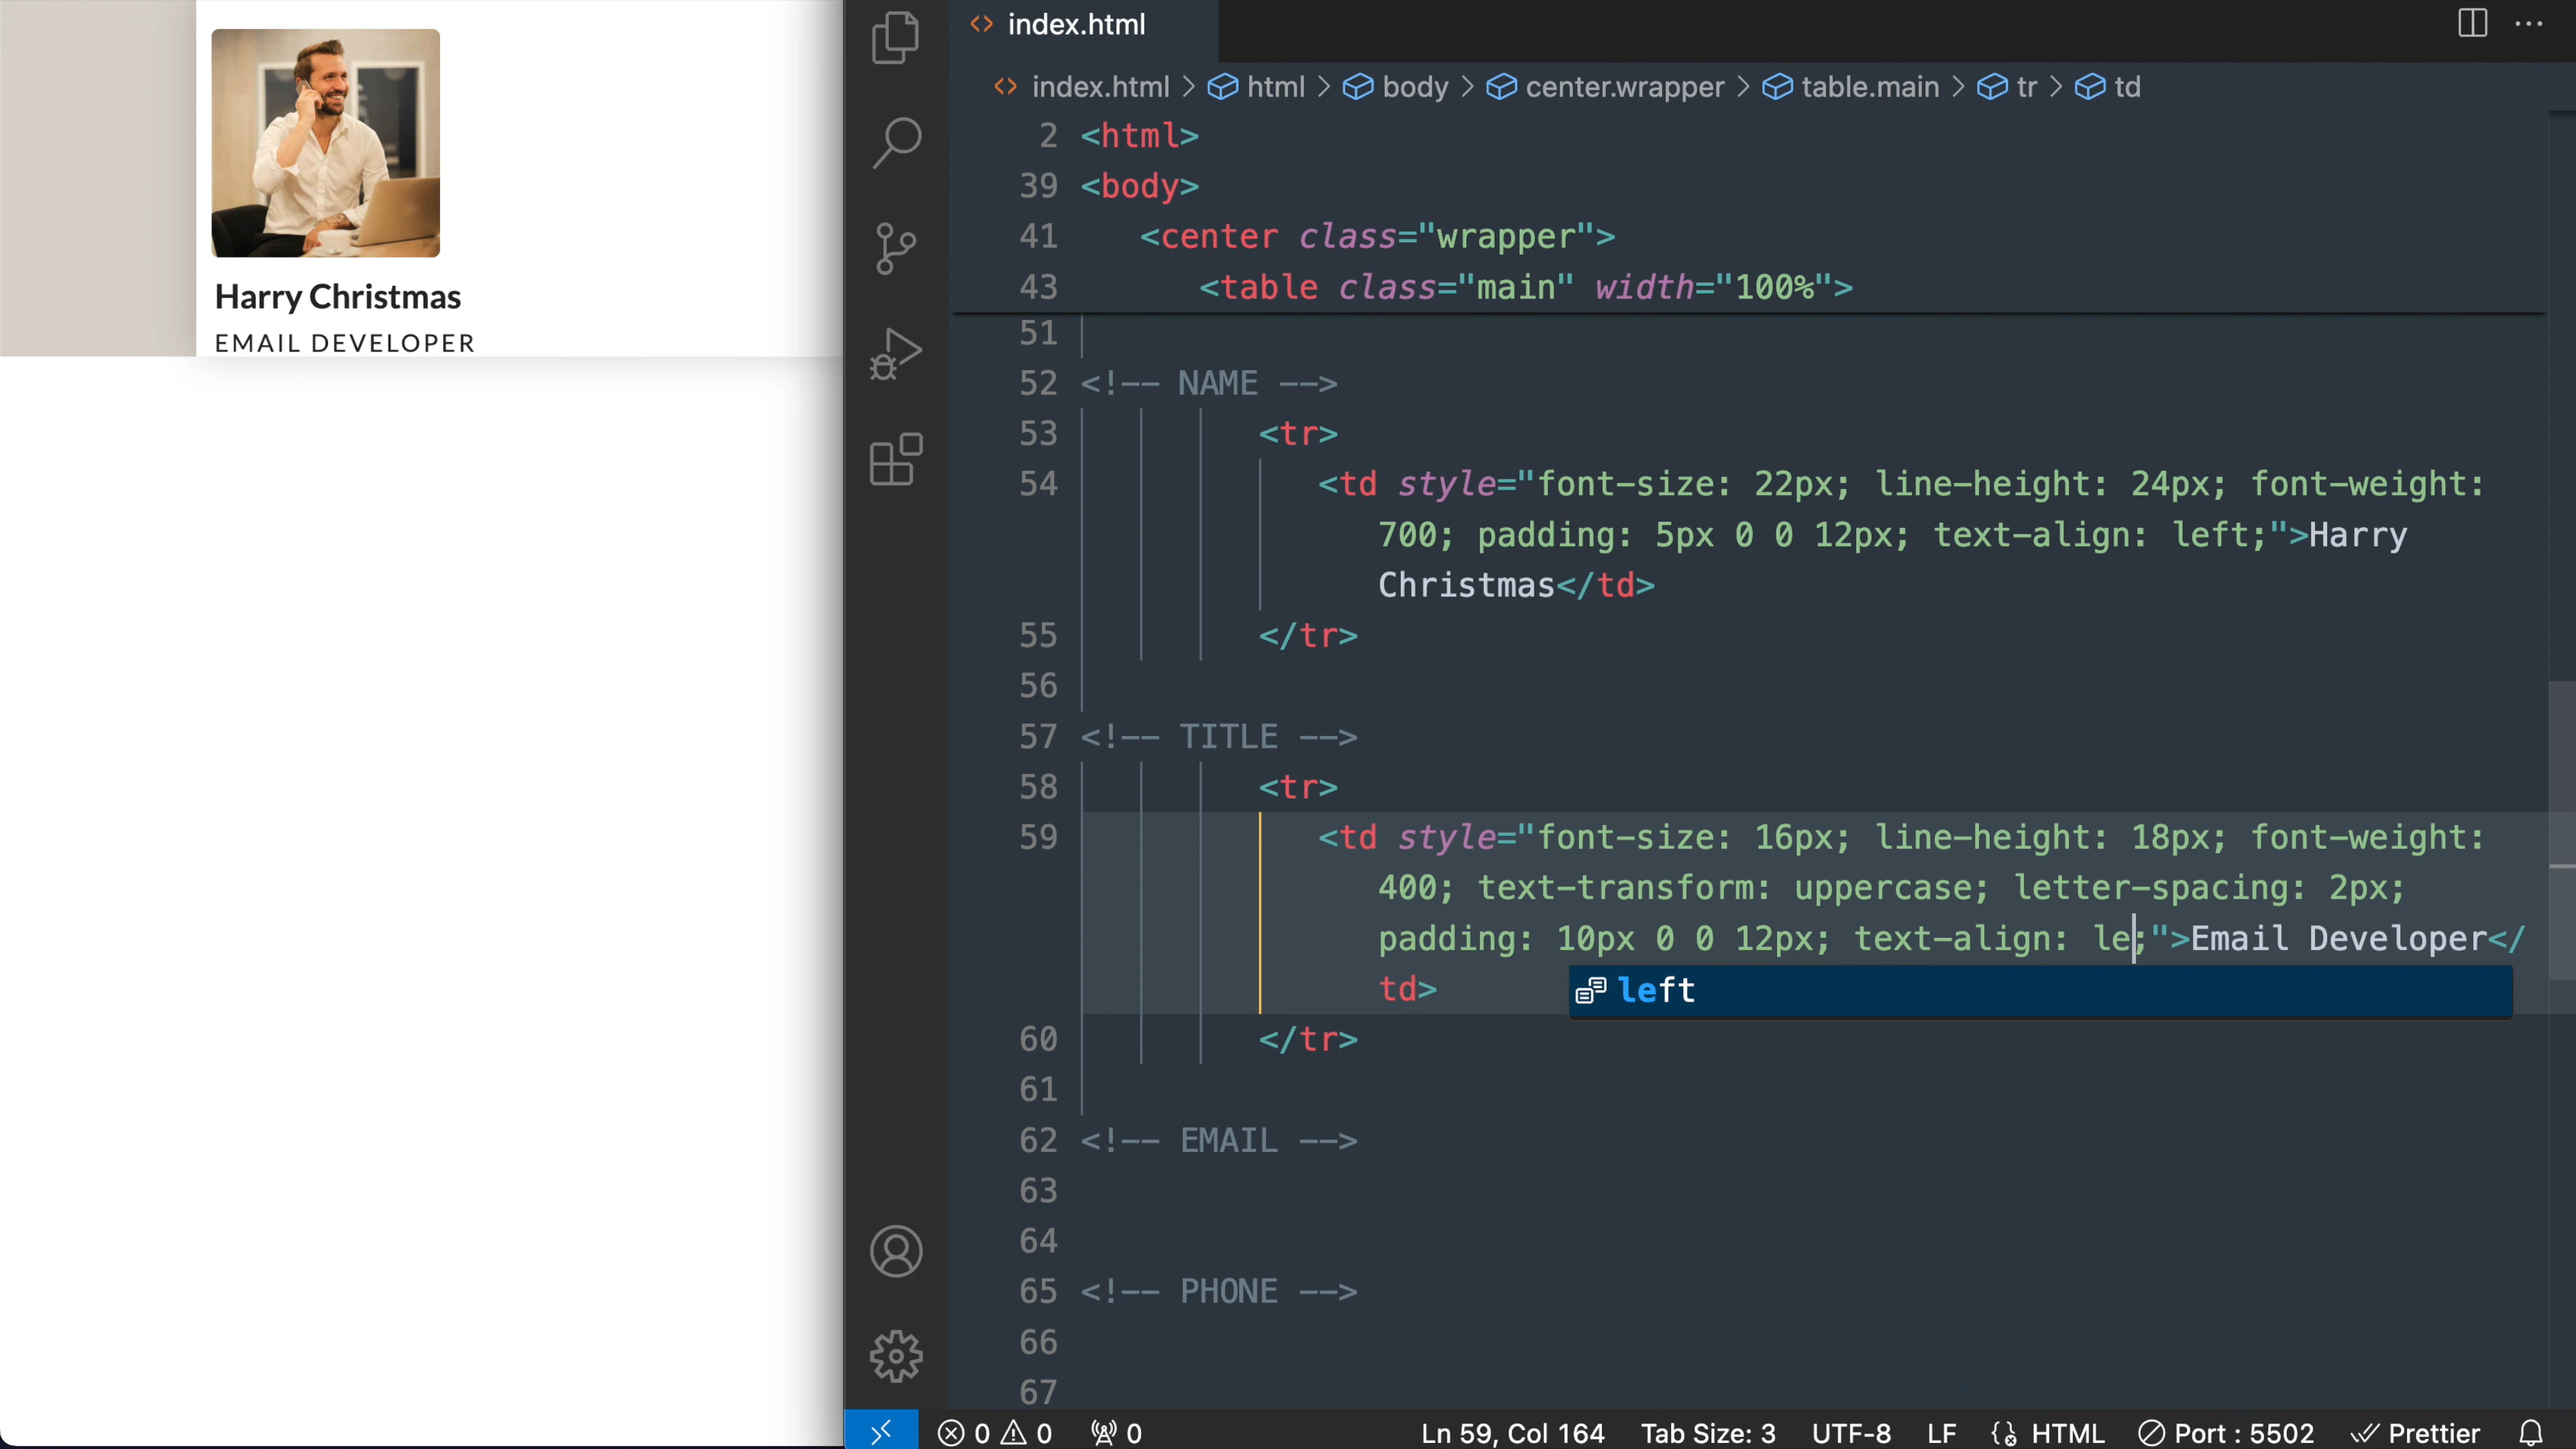 Harry Christmas
EMAIL DEVELOPER
index.html
index.html > html > body > center.wrapper > table.main > tr > td
2 <html>
39 <body>
41 <center class="wrapper">
43 <table class="main" width="100%">
51
52 <!-- NAME -->
53 <tr>
54 <td style="font-size: 22px; line-height: 24px; font-weight:
700; padding: 5px 0 0 12px; text-align: left;">Harry
Christmas</td>
55 </tr>
56
57 <!-- TITLE -->
58 <tr>
59 <td style="font-size: 16px; line-height: 18px; font-weight:
400; text-transform: uppercase; letter-spacing: 2px;
padding: 10px 0 0 12px; text-align: le;">Email Developer</
td>
left
60 </tr>
61
62 <!-- EMAIL -->
63
64
65 <!-- PHONE -->
66
67
0 0 0 Ln 59, Col 164 Tab Size: 3 UTF-8 LF HTML Port : 5502 Prettier